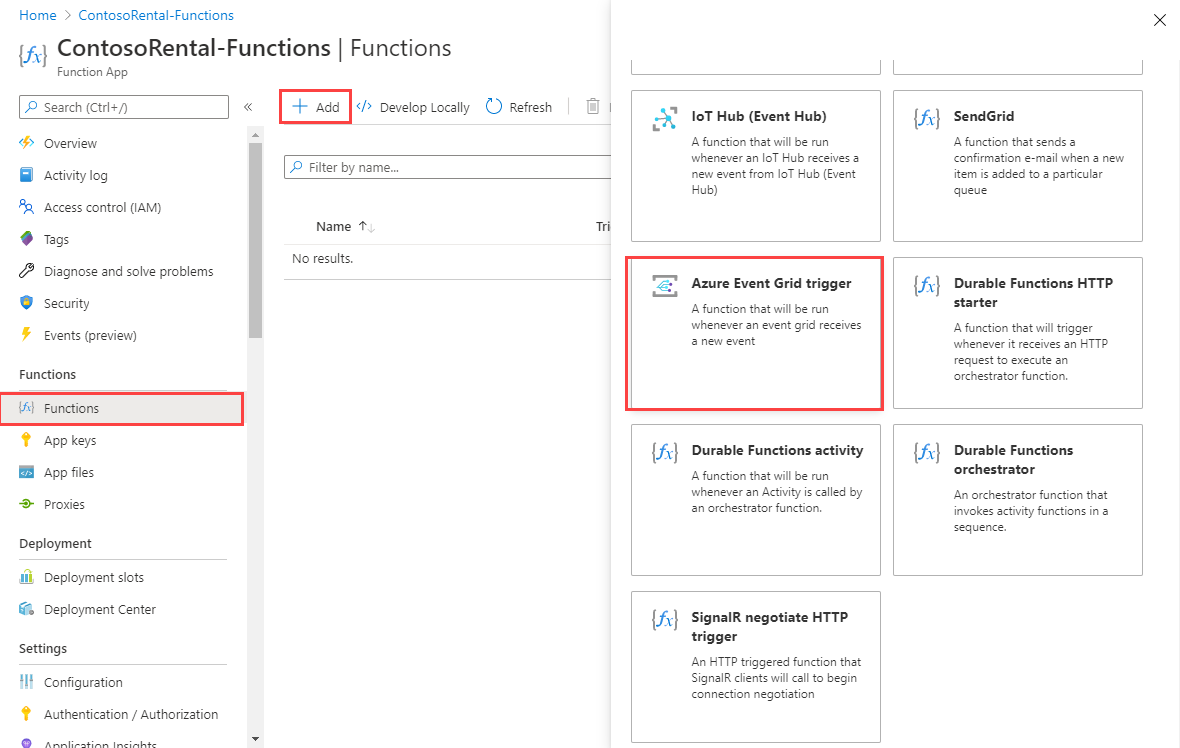 Home > ContosoRental-Functions
ContosoRental-Functions | Functions
Function App
Search (Ctrl+/)
«
Overview
Activity log
Access control (IAM)
Tags
Diagnose and solve problems
Security
Events (preview)
Functions
Functions
App keys
App files
Proxies
Deployment
Deployment slots
Deployment Center
Settings
Configuration
Authentication / Authorization
Application Insights
+ Add
</> Develop Locally
Refresh
Filter by name...
Name ↑↓
Tri
No results.
IoT Hub (Event Hub)
A function that will be run
whenever an IoT Hub receives a
new event from IoT Hub (Event
Hub)
SendGrid
A function that sends a
confirmation e-mail when a new
item is added to a particular
queue
Azure Event Grid trigger
A function that will be run
whenever an event grid receives
a new event
Durable Functions HTTP
starter
A function that will trigger
whenever it receives an HTTP
request to execute an
orchestrator function.
Durable Functions activity
A function that will be run
whenever an Activity is called by
an orchestrator function.
Durable Functions
orchestrator
An orchestrator function that
invokes activity functions in a
sequence.
SignalR negotiate HTTP
trigger
An HTTP triggered function that
SignalR clients will call to begin
connection negotiation